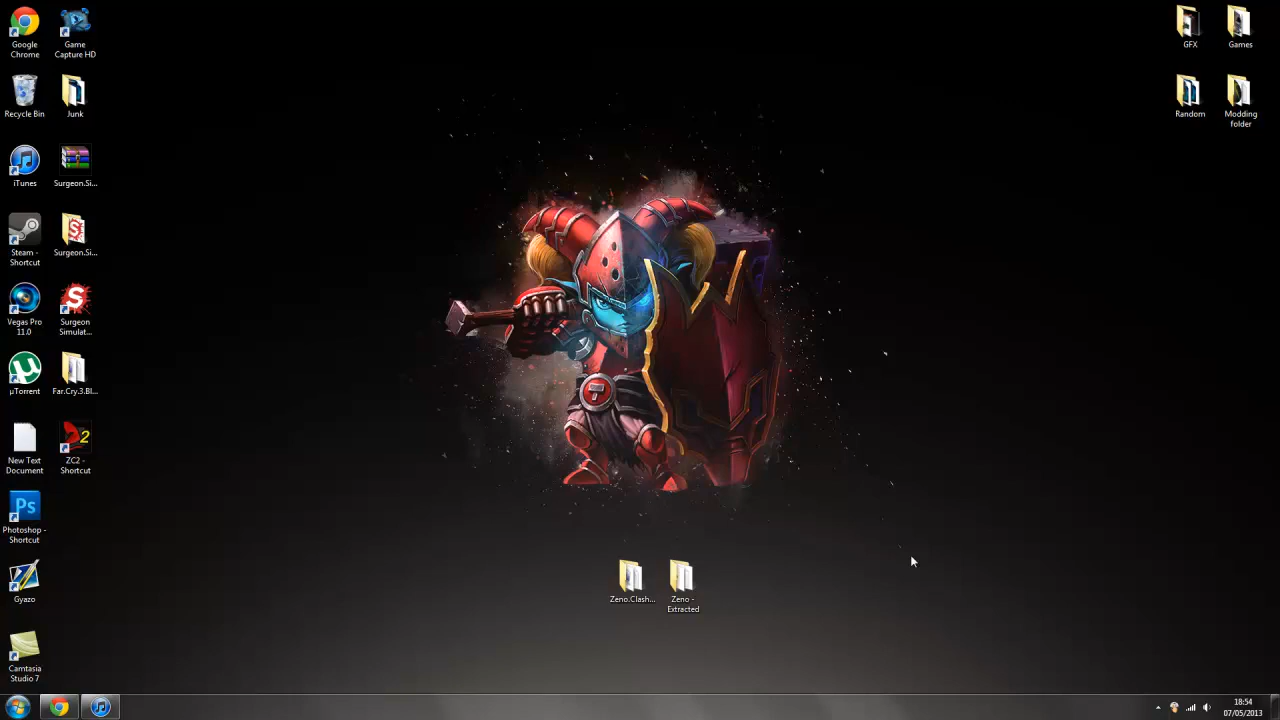 Google
Chrome
Game
Capture HD
Recycle Bin
Junk
iTunes
Surgeon.Si...
Steam -
Shortcut
Surgeon.Si...
Vegas Pro
11.0
Surgeon
Simulat...
µTorrent
Far.Cry.3.Bl...
New Text
Document
ZC2 -
Shortcut
Ps
Photoshop -
Shortcut
Gyazo
Camtasia
Studio 7
GFX
Games
Random
Modding
folder
Zeno.Clash...
Zeno -
Extracted
18:54
07/05/2013